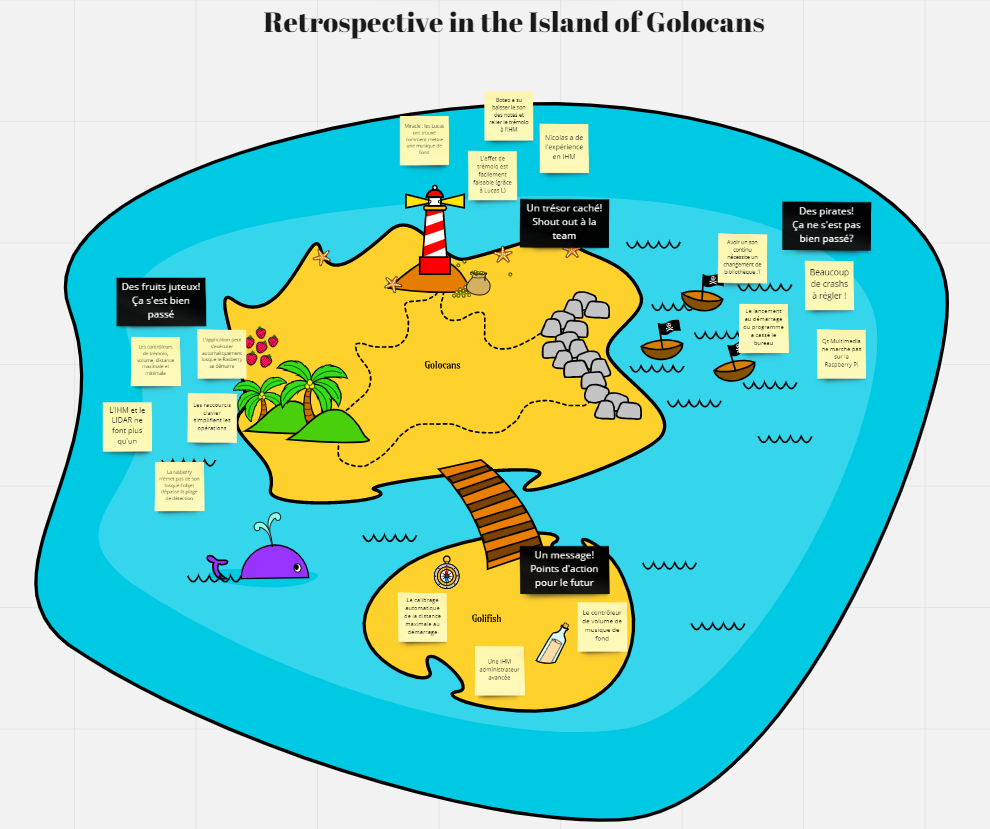 Retrospective in the Island of Golocans
Miracle : les Lucas
ont trouvé
comment mettre
une musique de
fond
Boteo a su
baisser le son
des notes et
relier le trémolo
à l'IHM
Nicolas a de
l'expérience
en IHM
L'effet de
trémolo est
facilement
faisable (grâce
à Lucas L)
Un trésor caché!
Shout out à la
team
Des pirates!
Ça ne s'est pas
bien passé?
Avoir un son
continu
nécessite un
changement de
bibliothèque :'(
Beaucoup
de crashs
à régler !
Le lancement
au démarrage
du programme
a cassé le
bureau
Qt Multimedia
ne marche pas
sur la
Raspberry Pi
Des fruits juteux!
Ça s'est bien
passé
Les contrôleurs
de trémolo,
volume, distance
maximale et
minimale
L'application peut
s'exécuter
automatiquement
lorsque le Rasberry
se démarre
L'IHM et le
LIDAR ne
font plus
qu'un
Les raccourcis
clavier
simplifient les
opérations
La rasberry
n'émet pas de son
lorsque l'objet
dépasse la plage
de détection
Golocans
Un message!
Points d'action
pour le futur
Le calibrage
automatique
de la distance
maximale au
démarrage
Golifish
Le contrôleur
de volume de
musique de
fond
Une IHM
administrateur
avancée